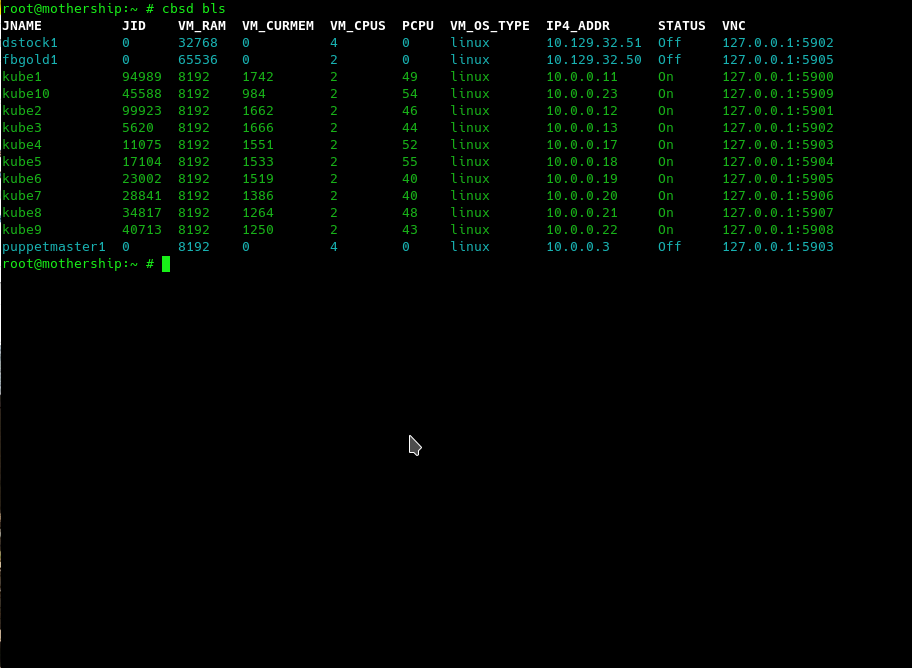 root@mothership:~ # cbsd bls
JNAME          JID    VM_RAM  VM_CURMEM  VM_CPUS  PCPU  VM_OS_TYPE  IP4_ADDR      STATUS  VNC
dstock1        0      32768   0          4        0     linux       10.129.32.51  Off     127.0.0.1:5902
fbgold1        0      65536   0          2        0     linux       10.129.32.50  Off     127.0.0.1:5905
kube1          94989  8192    1742       2        49    linux       10.0.0.11     On      127.0.0.1:5900
kube10         45588  8192    984        2        54    linux       10.0.0.23     On      127.0.0.1:5909
kube2          99923  8192    1662       2        46    linux       10.0.0.12     On      127.0.0.1:5901
kube3          5620   8192    1666       2        44    linux       10.0.0.13     On      127.0.0.1:5902
kube4          11075  8192    1551       2        52    linux       10.0.0.17     On      127.0.0.1:5903
kube5          17104  8192    1533       2        55    linux       10.0.0.18     On      127.0.0.1:5904
kube6          23002  8192    1519       2        40    linux       10.0.0.19     On      127.0.0.1:5905
kube7          28841  8192    1386       2        40    linux       10.0.0.20     On      127.0.0.1:5906
kube8          34817  8192    1264       2        48    linux       10.0.0.21     On      127.0.0.1:5907
kube9          40713  8192    1250       2        43    linux       10.0.0.22     On      127.0.0.1:5908
puppetmaster1  0      8192    0          4        0     linux       10.0.0.3      Off     127.0.0.1:5903
root@mothership:~ #